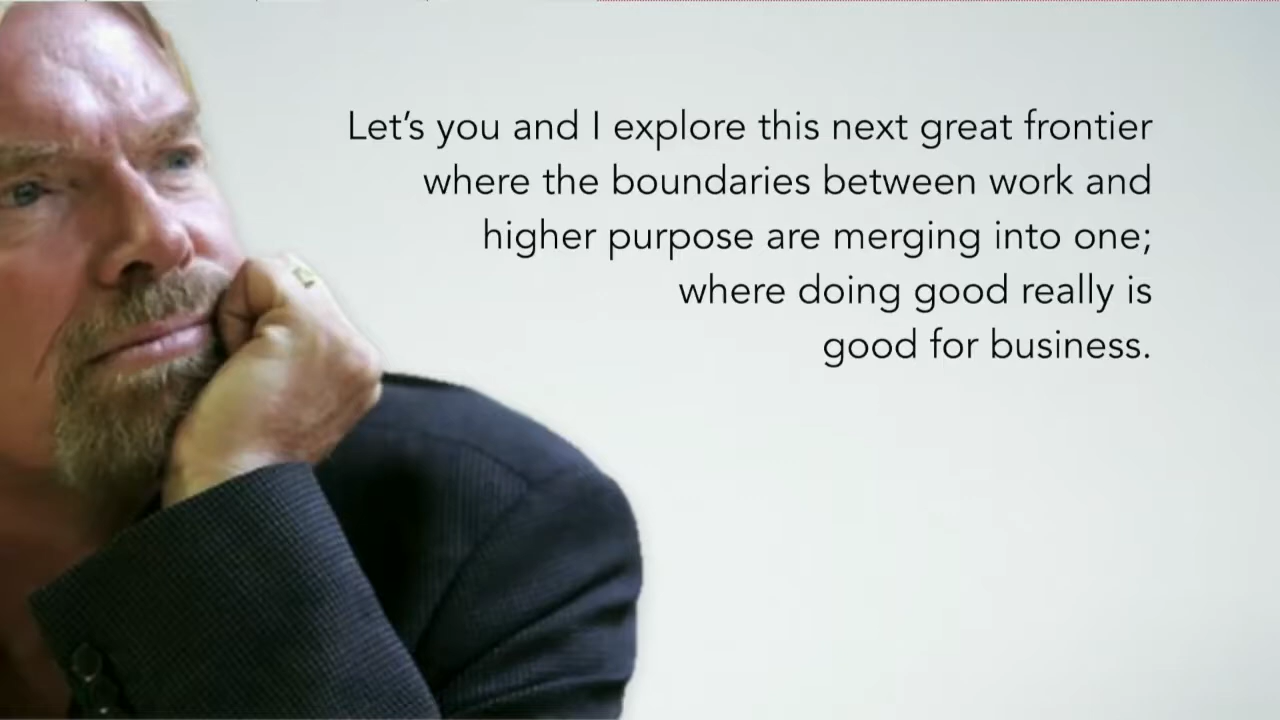 Let's you and I explore this next great frontier
where the boundaries between work and
higher purpose are merging into one;
where doing good really is
good for business.